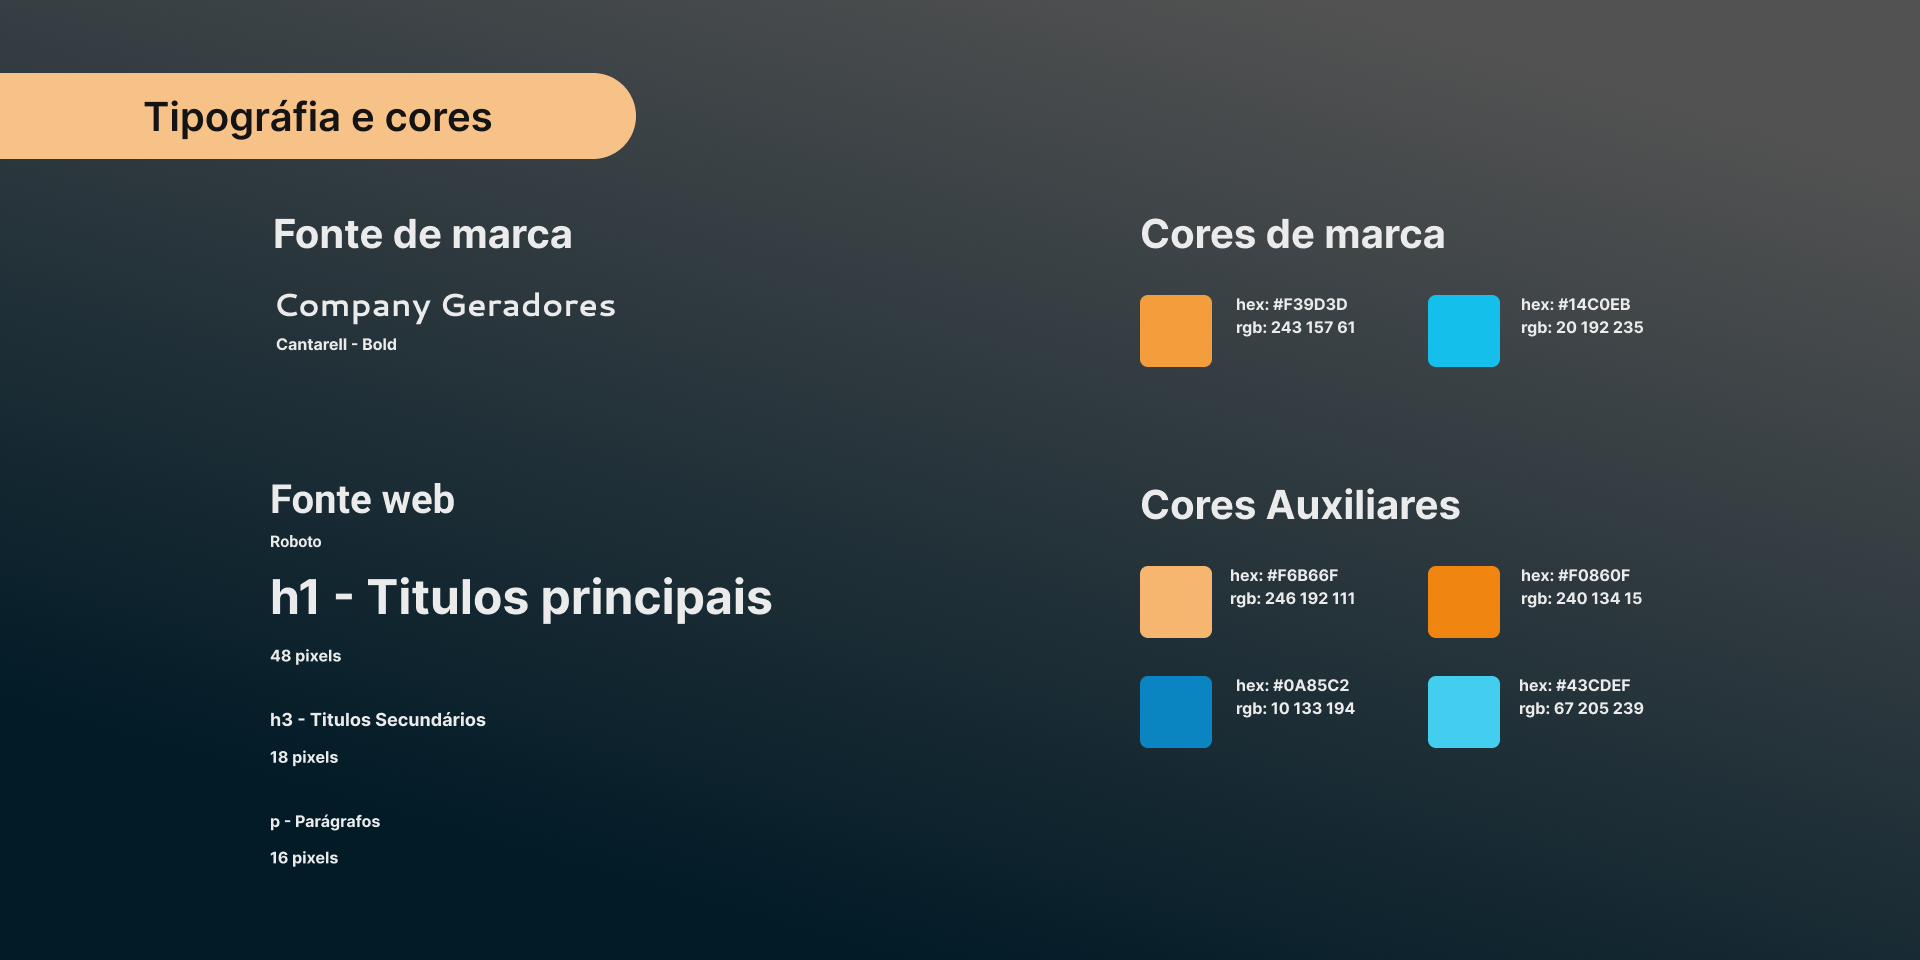 Tipográfia e cores
Fonte de marca
Company Geradores
Cantarell - Bold
Fonte web
Roboto
h1 - Titulos principais
48 pixels
h3 - Titulos Secundários
18 pixels
p - Parágrafos
16 pixels
Cores de marca
hex: #F39D3D
rgb: 243 157 61
hex: #14C0EB
rgb: 20 192 235
Cores Auxiliares
hex: #F6B66F
rgb: 246 192 111
hex: #F0860F
rgb: 240 134 15
hex: #0A85C2
rgb: 10 133 194
hex: #43CDEF
rgb: 67 205 239